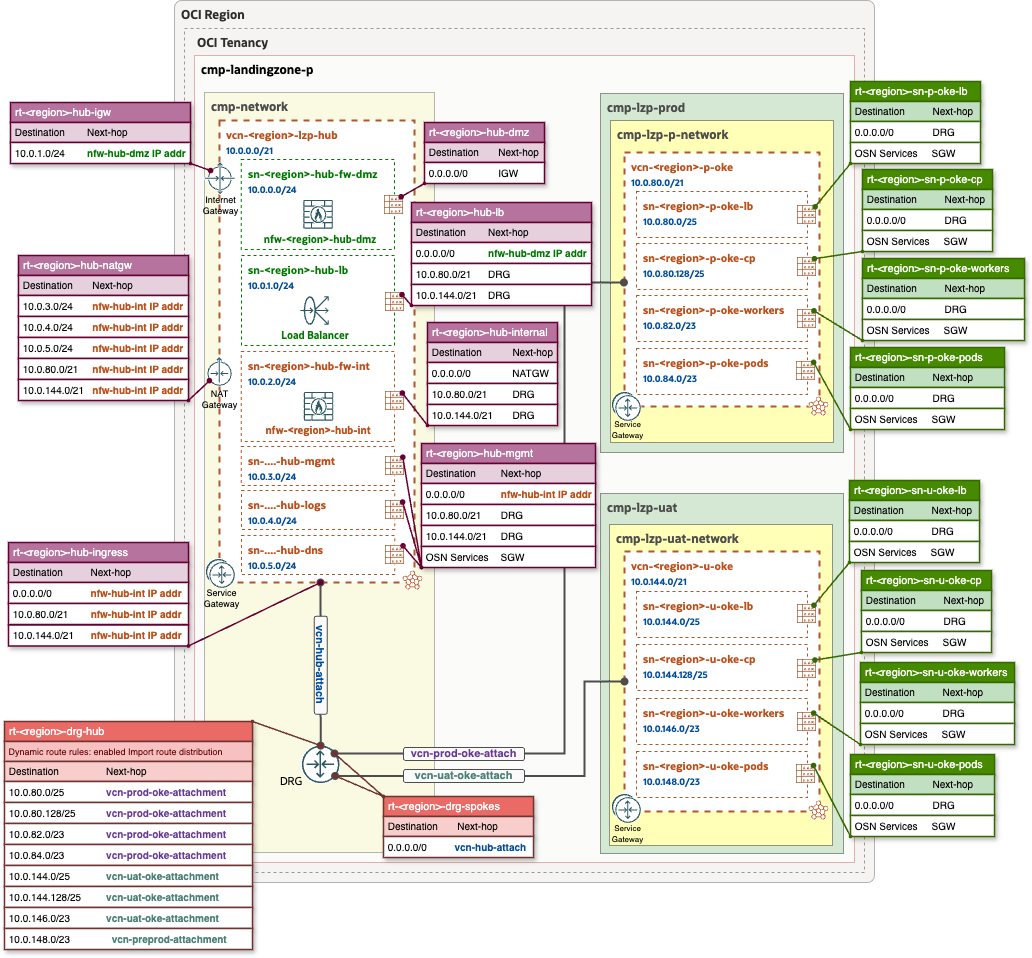 OCI Region
OCI Tenancy
cmp-landingzone-p
rt-<region>-hub-igw
Destination Next-hop
10.0.1.0/24 nfw-hub-dmz IP addr
rt-<region>-hub-natgw
Destination Next-hop
10.0.3.0/24 nfw-hub-int IP addr
10.0.4.0/24 nfw-hub-int IP addr
10.0.5.0/24 nfw-hub-int IP addr
10.0.80.0/21 nfw-hub-int IP addr
10.0.144.0/21 nfw-hub-int IP addr
rt-<region>-hub-ingress
Destination Next-hop
0.0.0.0/0 nfw-hub-int IP addr
10.0.80.0/21 nfw-hub-int IP addr
10.0.144.0/21 nfw-hub-int IP addr
cmp-network
vcn-<region>-lzp-hub
10.0.0.0/21
sn-<region>-hub-fw-dmz
10.0.0.0/24
nfw-<region>-hub-dmz
Internet
Gateway
sn-<region>-hub-lb
10.0.1.0/24
Load Balancer
sn-<region>-hub-fw-int
10.0.2.0/24
nfw-<region>-hub-int
NAT
Gateway
sn-....-hub-mgmt
10.0.3.0/24
sn-....-hub-logs
10.0.4.0/24
sn-....-hub-dns
10.0.5.0/24
Service
Gateway
rt-<region>-hub-dmz
Destination Next-hop
0.0.0.0/0 IGW
rt-<region>-hub-lb
Destination Next-hop
0.0.0.0/0 nfw-hub-dmz IP addr
10.0.80.0/21 DRG
10.0.144.0/21 DRG
rt-<region>-hub-internal
Destination Next-hop
0.0.0.0/0 NATGW
10.0.80.0/21 DRG
10.0.144.0/21 DRG
rt-<region>-hub-mgmt
Destination Next-hop
0.0.0.0/0 nfw-hub-int IP addr
10.0.80.0/21 DRG
10.0.144.0/21 DRG
OSN Services SGW
vcn-hub-attach
DRG
vcn-prod-oke-attach
vcn-uat-oke-attach
rt-<region>-drg-hub
Dynamic route rules: enabled Import route distribution
Destination Next-hop
10.0.80.0/25 vcn-prod-oke-attachment
10.0.80.128/25 vcn-prod-oke-attachment
10.0.82.0/23 vcn-prod-oke-attachment
10.0.84.0/23 vcn-prod-oke-attachment
10.0.144.0/25 vcn-uat-oke-attachment
10.0.144.128/25 vcn-uat-oke-attachment
10.0.146.0/23 vcn-uat-oke-attachment
10.0.148.0/23 vcn-preprod-attachment
rt-<region>-drg-spokes
Destination Next-hop
0.0.0.0/0 vcn-hub-attach
cmp-lzp-prod
cmp-lzp-p-network
vcn-<region>-p-oke
10.0.80.0/21
sn-<region>-p-oke-lb
10.0.80.0/25
sn-<region>-p-oke-cp
10.0.80.128/25
sn-<region>-p-oke-workers
10.0.82.0/23
sn-<region>-p-oke-pods
10.0.84.0/23
Service
Gateway
rt-<region>-sn-p-oke-lb
Destination Next-hop
0.0.0.0/0 DRG
OSN Services SGW
rt-<region>-sn-p-oke-cp
Destination Next-hop
0.0.0.0/0 DRG
OSN Services SGW
rt-<region>-sn-p-oke-workers
Destination Next-hop
0.0.0.0/0 DRG
OSN Services SGW
rt-<region>-sn-p-oke-pods
Destination Next-hop
0.0.0.0/0 DRG
OSN Services SGW
cmp-lzp-uat
cmp-lzp-uat-network
vcn-<region>-u-oke
10.0.144.0/21
sn-<region>-u-oke-lb
10.0.144.0/25
sn-<region>-u-oke-cp
10.0.144.128/25
sn-<region>-u-oke-workers
10.0.146.0/23
sn-<region>-u-oke-pods
10.0.148.0/23
Service
Gateway
rt-<region>-sn-u-oke-lb
Destination Next-hop
0.0.0.0/0 DRG
OSN Services SGW
rt-<region>-sn-u-oke-cp
Destination Next-hop
0.0.0.0/0 DRG
OSN Services SGW
rt-<region>-sn-u-oke-workers
Destination Next-hop
0.0.0.0/0 DRG
OSN Services SGW
rt-<region>-sn-u-oke-pods
Destination Next-hop
0.0.0.0/0 DRG
OSN Services SGW